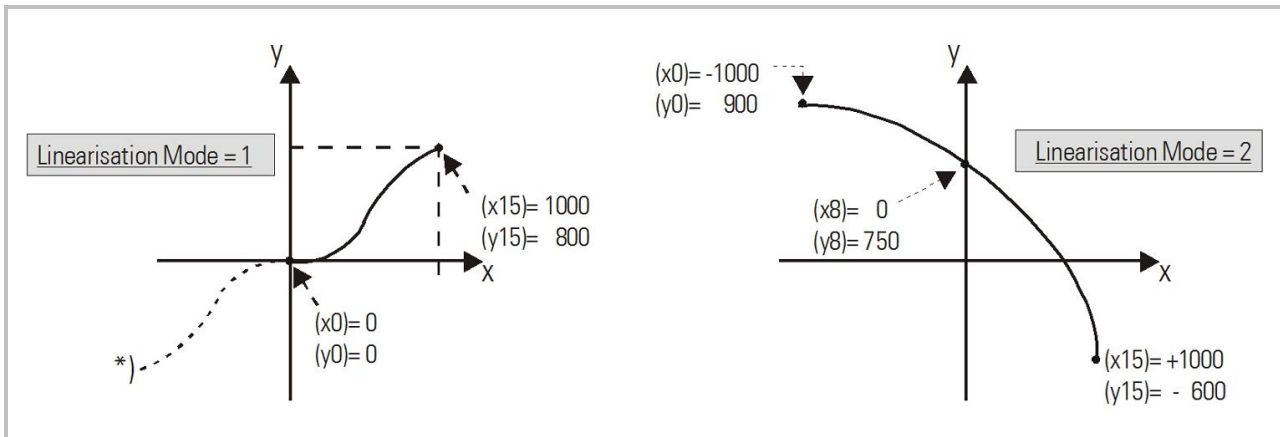 y
Linearisation Mode = 1
(x15)= 1000
(y15)= 800
x
(x0)= 0
(y0)= 0
*)
y
(x0)= -1000
(y0)= 900
Linearisation Mode = 2
(x8)= 0
(y8)= 750
x
(x15)= +1000
(y15)= - 600